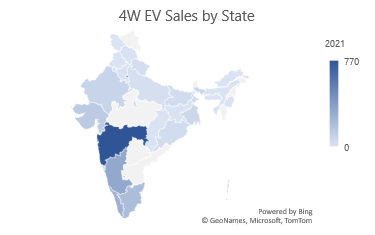 4W EV Sales by State
2021
770
0
Powered by Bing
© GeoNames, Microsoft, TomTom